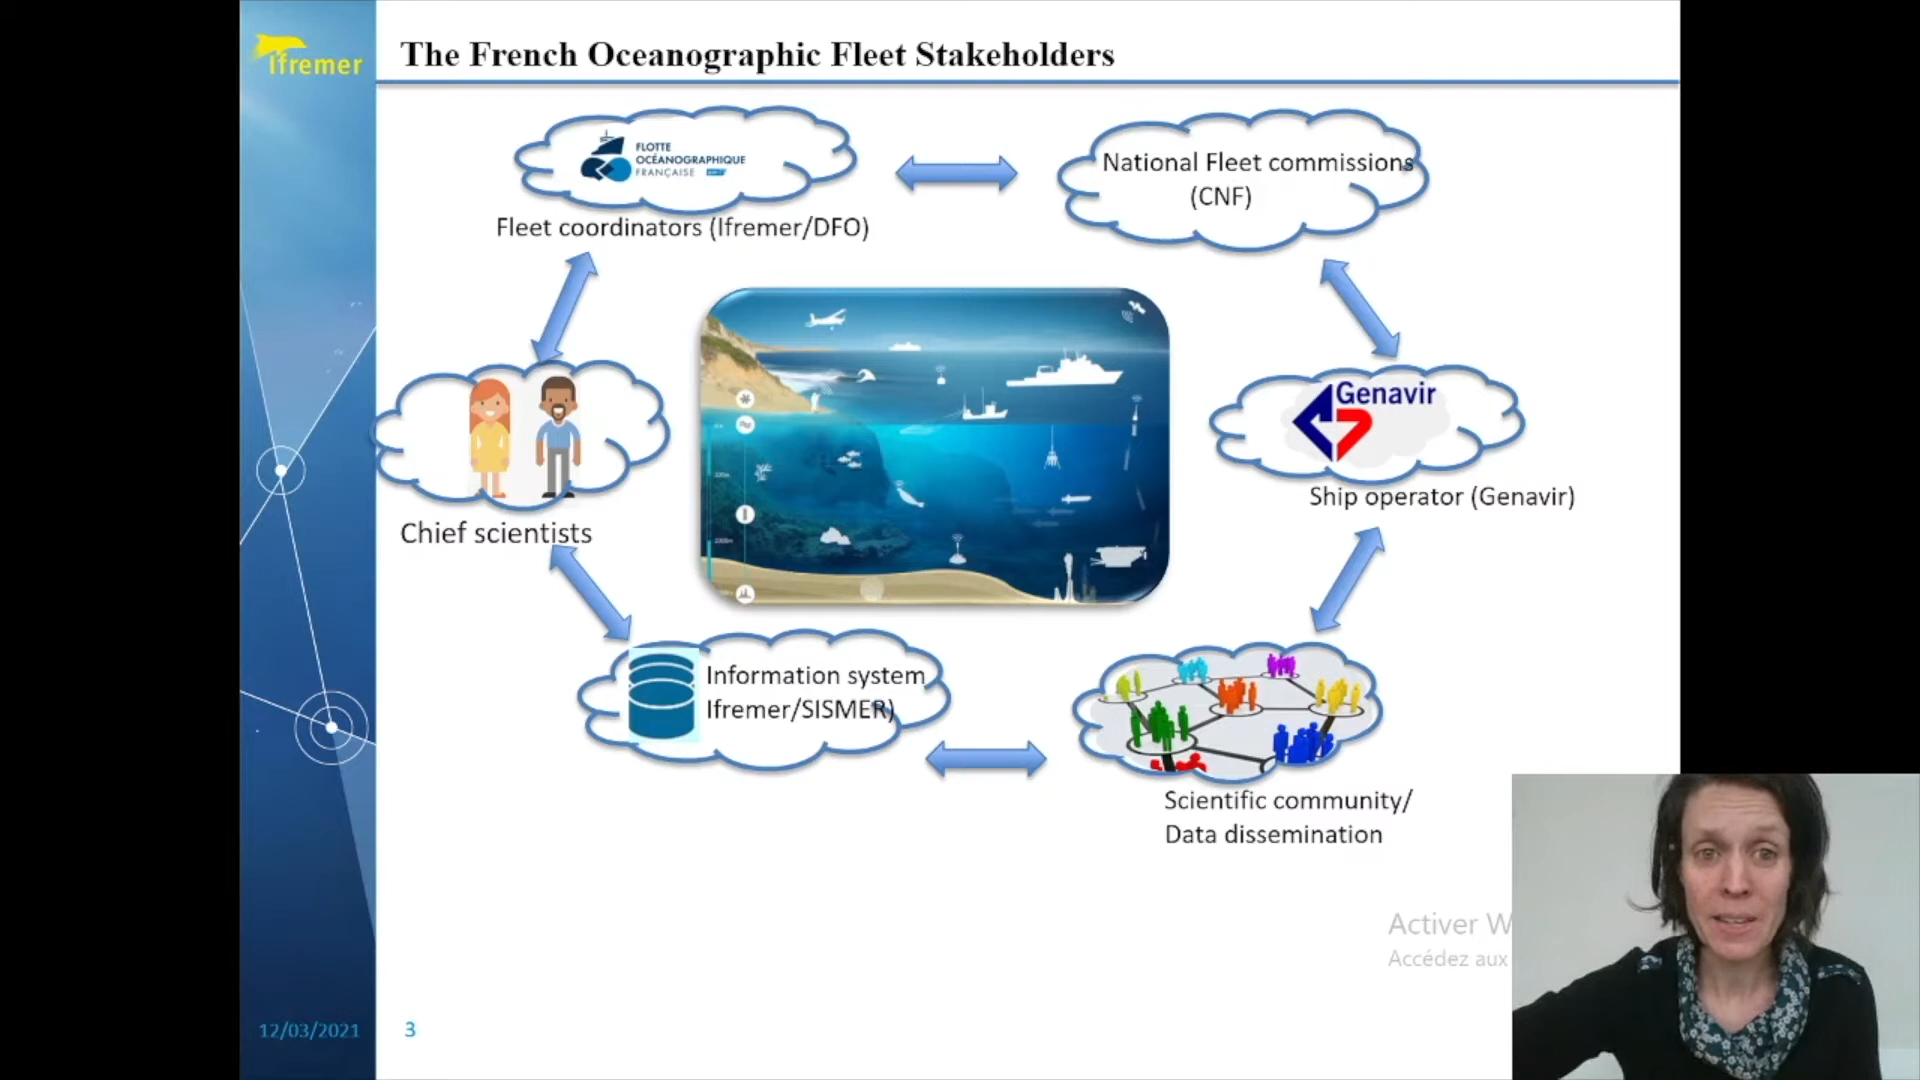 Ifremer
The French Oceanographic Fleet Stakeholders
FLOTTE
OCÉANOGRAPHIQUE
FRANÇAISE
Fleet coordinators (Ifremer/DFO)
National Fleet commissions
(CNF)
Chief scientists
Genavir
Ship operator (Genavir)
Information system
Ifremer/SISMER)
Scientific community/
Data dissemination
Activer W
Accédez aux
12/03/2021
3